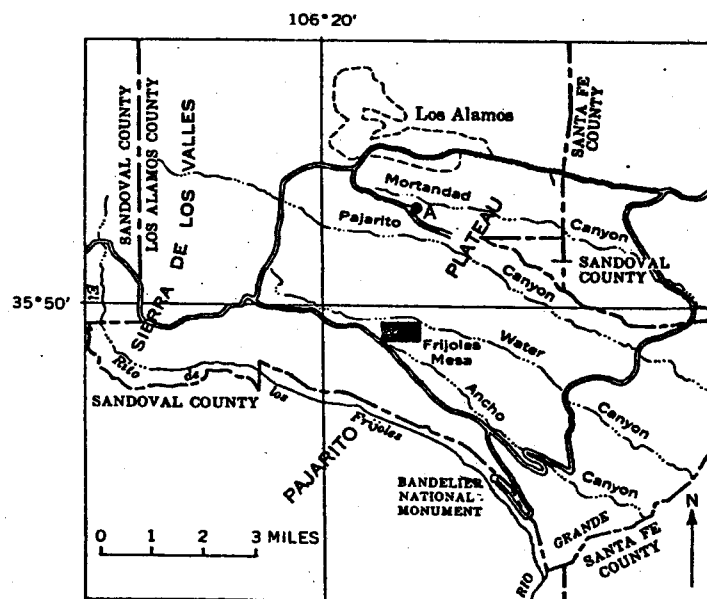 106°20'
Los Alamos
SANDOVAL COUNTY
LOS ALAMOS COUNTY
SIERRA DE LOS VALLES
SANTA FE
COUNTY
Mortandad
Canyon
A
Pajarito
Canyon
PAJARITO PLATEAU
SANDOVAL
COUNTY
35°50'
Frijoles
Mesa
Water
Canyon
Rito de los Frijoles
SANDOVAL COUNTY
Ancho
Canyon
BANDELIER
NATIONAL
MONUMENT
RIO GRANDE
SANTA FE
COUNTY
N
0 1 2 3 MILES